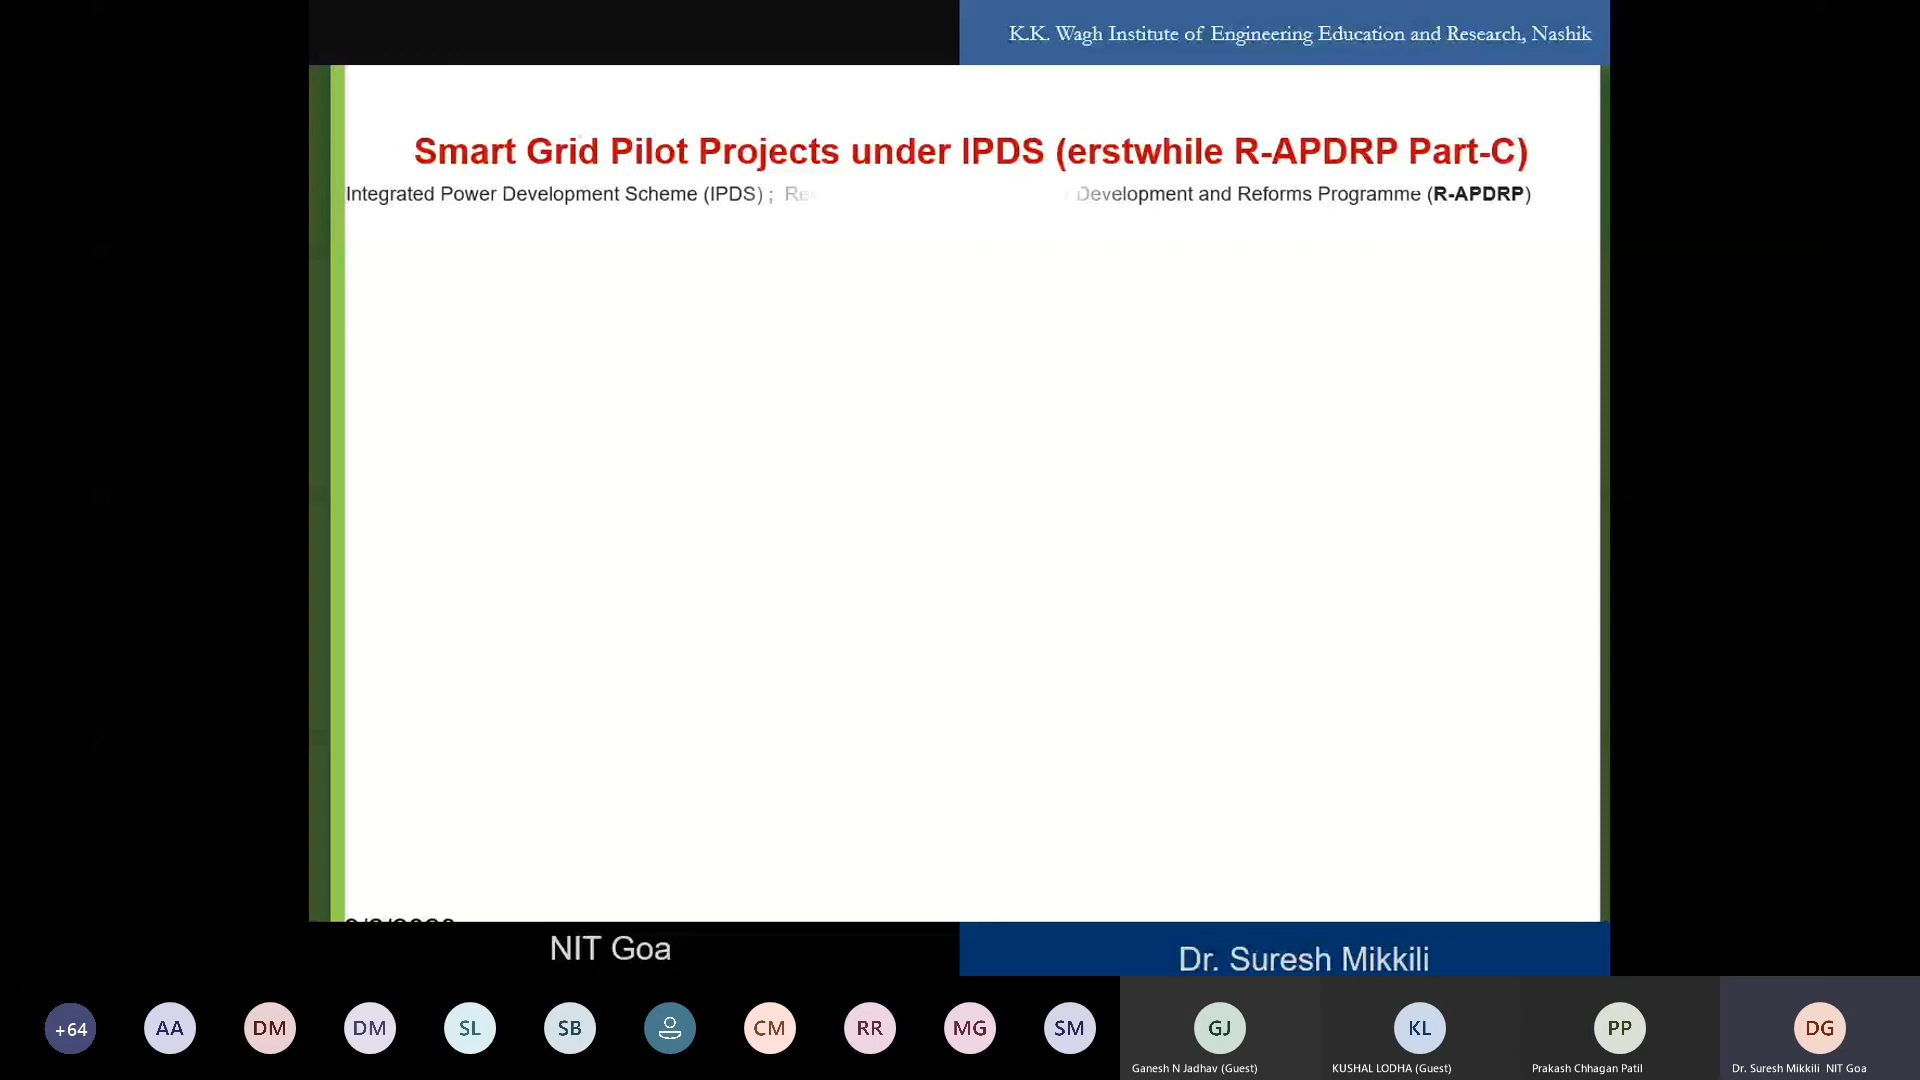 K.K. Wagh Institute of Engineering Education and Research, Nashik
Smart Grid Pilot Projects under IPDS (erstwhile R-APDRP Part-C)
Integrated Power Development Scheme (IPDS) ; Development and Reforms Programme (R-APDRP)
NIT Goa
Dr. Suresh Mikkili
+64 AA DM DM SL SB CM RR MG SM GJ KL PP DG
Ganesh N Jadhav (Guest) KUSHAL LODHA (Guest) Prakash Chhagan Patil Dr. Suresh Mikkili NIT Goa